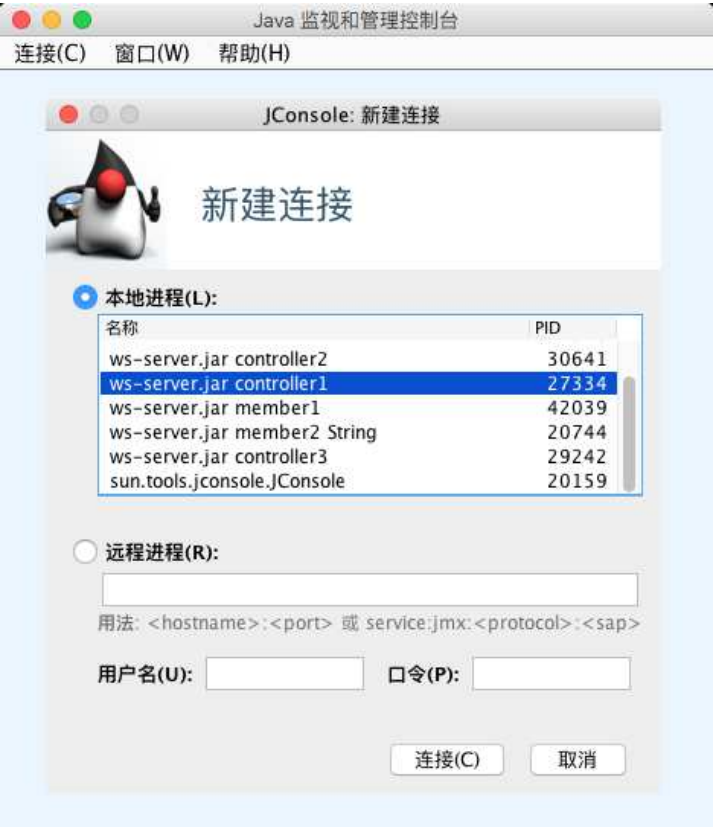 Java 监视和管理控制台
连接(C) 窗口(W) 帮助(H)
JConsole: 新建连接
新建连接
本地进程(L):
名称 PID
ws-server.jar controller2 30641
ws-server.jar controller1 27334
ws-server.jar member1 42039
ws-server.jar member2 String 20744
ws-server.jar controller3 29242
sun.tools.jconsole.JConsole 20159
远程进程(R):
用法: <hostname>:<port> 或 service:jmx:<protocol>:<sap>
用户名(U): 口令(P):
连接(C) 取消